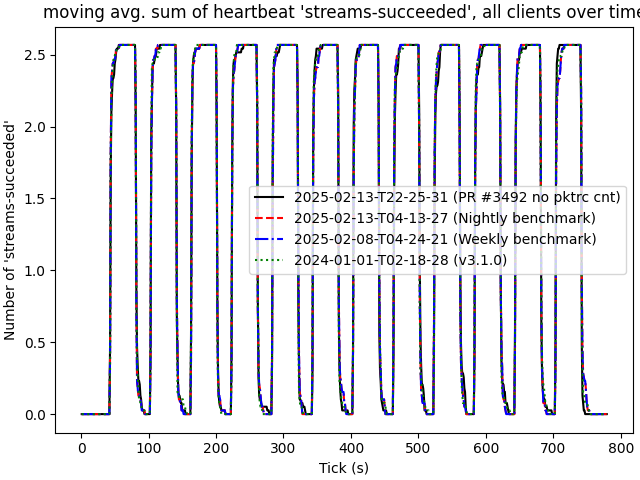 moving avg. sum of heartbeat 'streams-succeeded', all clients over time
Number of 'streams-succeeded'
2.5
2.0
1.5
1.0
0.5
0.0
2025-02-13-T22-25-31 (PR #3492 no pktrc cnt)
2025-02-13-T04-13-27 (Nightly benchmark)
2025-02-08-T04-24-21 (Weekly benchmark)
2024-01-01-T02-18-28 (v3.1.0)
0 100 200 300 400 500 600 700 800
Tick (s)